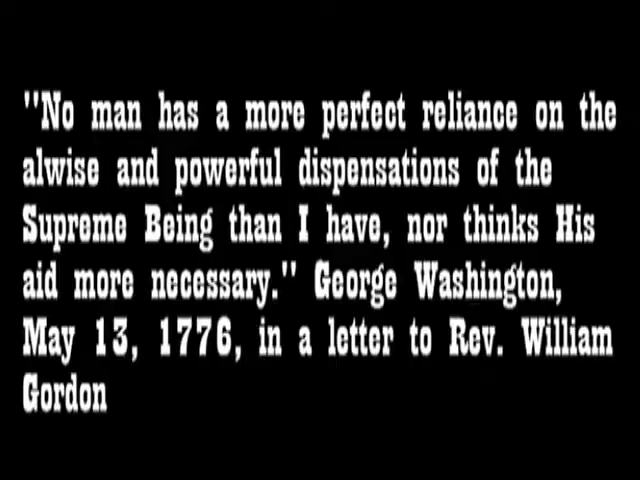 "No man has a more perfect reliance on the
alwise and powerful dispensations of the
Supreme Being than I have, nor thinks His
aid more necessary." George Washington,
May 13, 1776, in a letter to Rev. William
Gordon